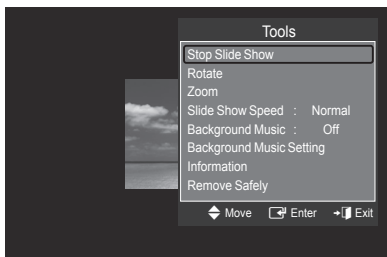 Tools
Stop Slide Show
Rotate
Zoom
Slide Show Speed : Normal
Background Music : Off
Background Music Setting
Information
Remove Safely
Move Enter Exit